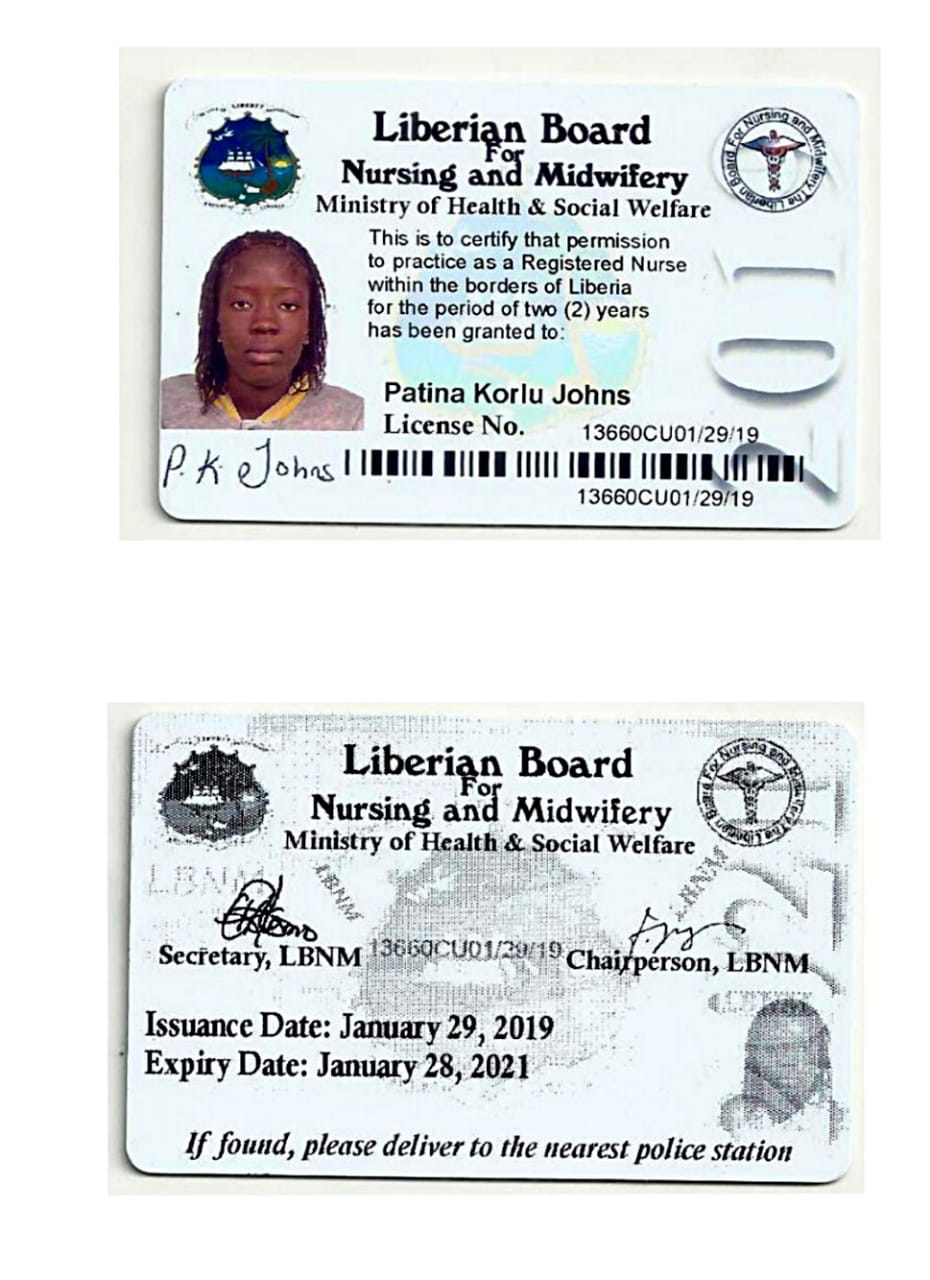 Liberian Board
For
Nursing and Midwifery
Ministry of Health & Social Welfare
The Liberian Board For Nursing and Midwifery
This is to certify that permission
to practice as a Registered Nurse
within the borders of Liberia
for the period of two (2) years
has been granted to:
Patina Korlu Johns
License No. 13660CU01/29/19
P. K. Johns
13660CU01/29/19
Liberian Board
For
Nursing and Midwifery
Ministry of Health & Social Welfare
The Liberian Board For Nursing and Midwifery
LBNM
LBNM
LBNM
Secretary, LBNM
13660CU01/29/19
Chairperson, LBNM
Issuance Date: January 29, 2019
Expiry Date: January 28, 2021
If found, please deliver to the nearest police station